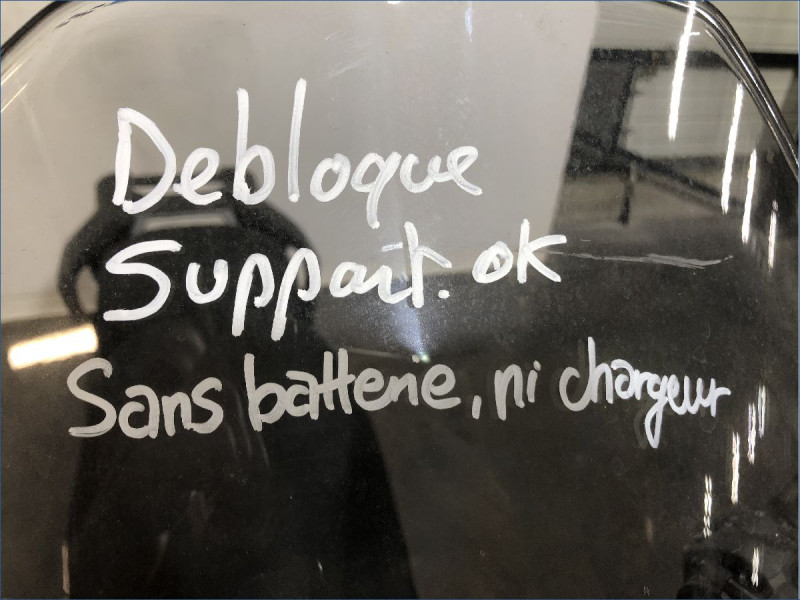 Debloque
Support. ok
Sans batterie, ni chargeur